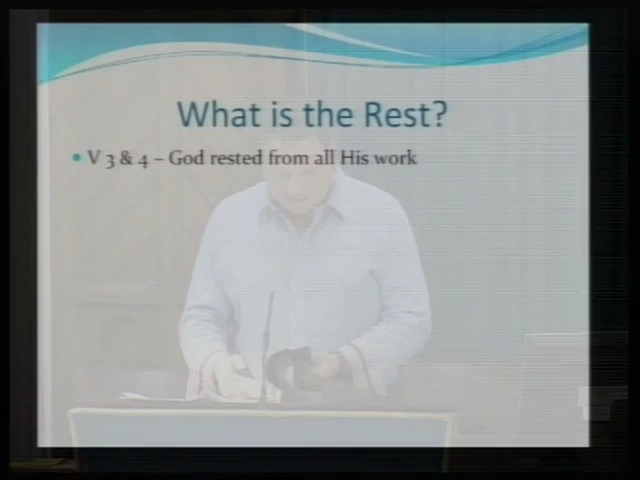 What is the Rest?
• V 3 & 4 – God rested from all His work